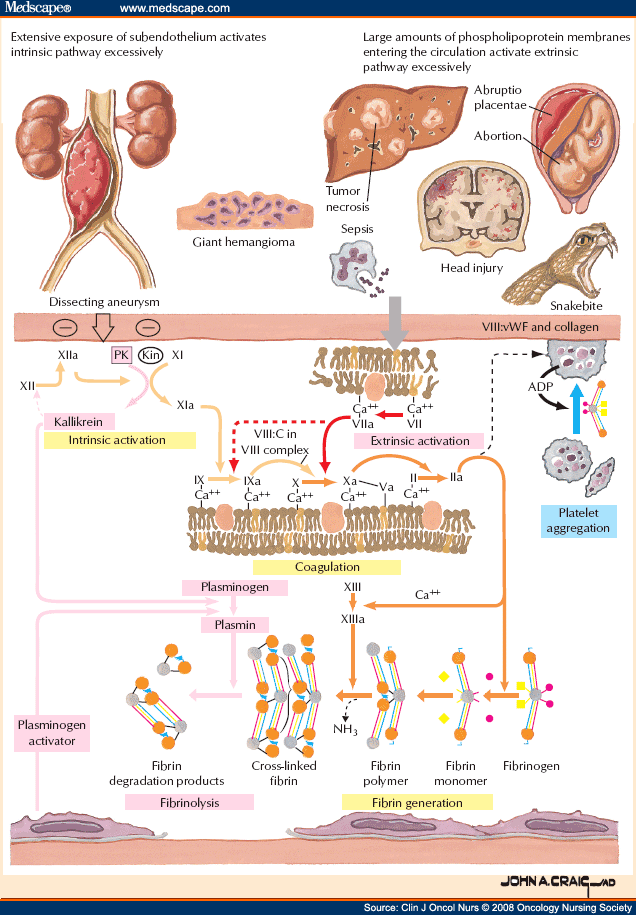 Medscape®
www.medscape.com
Extensive exposure of subendothelium activates
intrinsic pathway excessively
Large amounts of phospholipoprotein membranes
entering the circulation activate extrinsic
pathway excessively
Abruptio
placentae
Abortion
Tumor
necrosis
Giant hemangioma
Sepsis
Head injury
Snakebite
Dissecting aneurysm
VIII:vWF and collagen
XIIa
PK
Kin
XI
XII
XIa
Kallikrein
Intrinsic activation
Ca++
VIIa
Ca++
VII
Extrinsic activation
ADP
VIII:C in
VIII complex
IX
Ca++
IXa
Ca++
X
Ca++
Xa
Ca++
Va
II
Ca++
IIa
Platelet
aggregation
Coagulation
Plasminogen
Plasmin
XIII
Ca++
XIIIa
Plasminogen
activator
NH3
Fibrin
degradation products
Cross-linked
fibrin
Fibrin
polymer
Fibrin
monomer
Fibrinogen
Fibrinolysis
Fibrin generation
JOHN A. CRAIG MD
Source: Clin J Oncol Nurs © 2008 Oncology Nursing Society